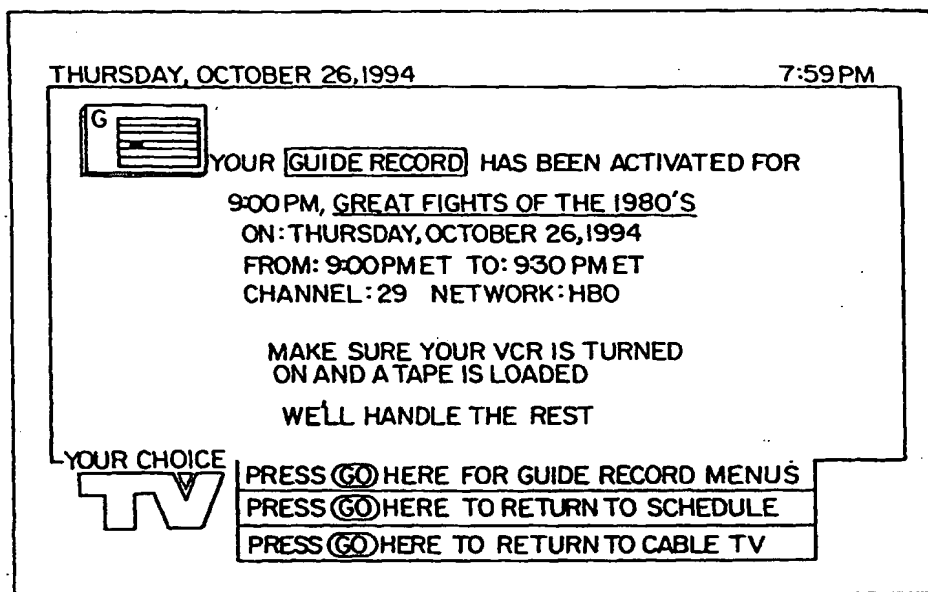 THURSDAY, OCTOBER 26,1994 7:59 PM
G
YOUR GUIDE RECORD HAS BEEN ACTIVATED FOR
9:00 PM, GREAT FIGHTS OF THE 1980'S
ON: THURSDAY, OCTOBER 26,1994
FROM: 9:00 PM ET TO: 9:30 PM ET
CHANNEL: 29 NETWORK: HBO
MAKE SURE YOUR VCR IS TURNED
ON AND A TAPE IS LOADED
WE'LL HANDLE THE REST
YOUR CHOICE
TV
PRESS GO HERE FOR GUIDE RECORD MENUS
PRESS GO HERE TO RETURN TO SCHEDULE
PRESS GO HERE TO RETURN TO CABLE TV